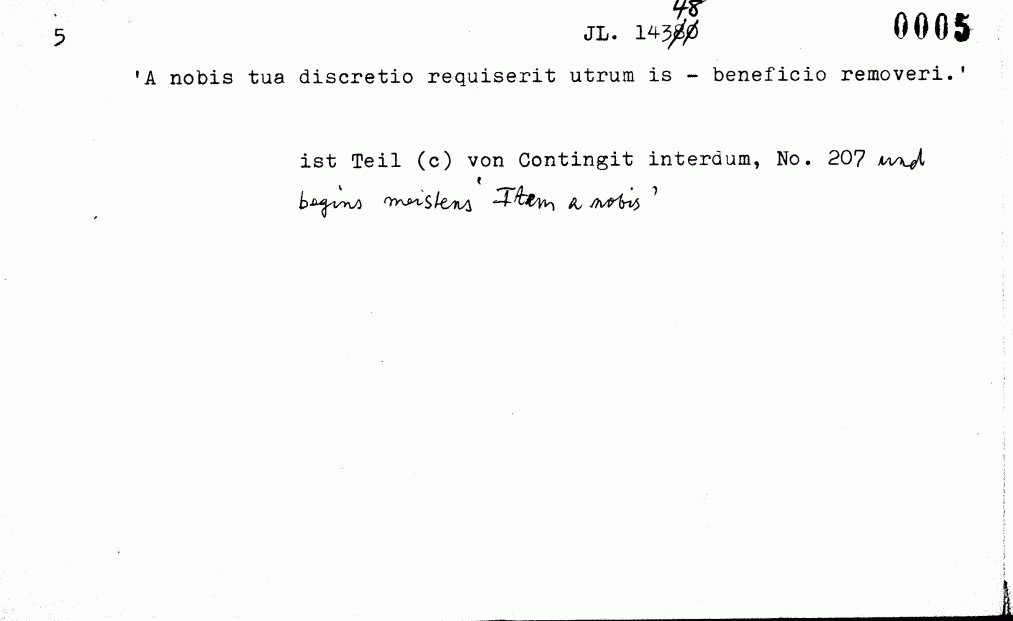 5 JL. 14348 0005
'A nobis tua discretio requiserit utrum is - beneficio removeri.'
ist Teil (c) von Contingit interdum, No. 207 und
begins meistens 'Item a nobis'